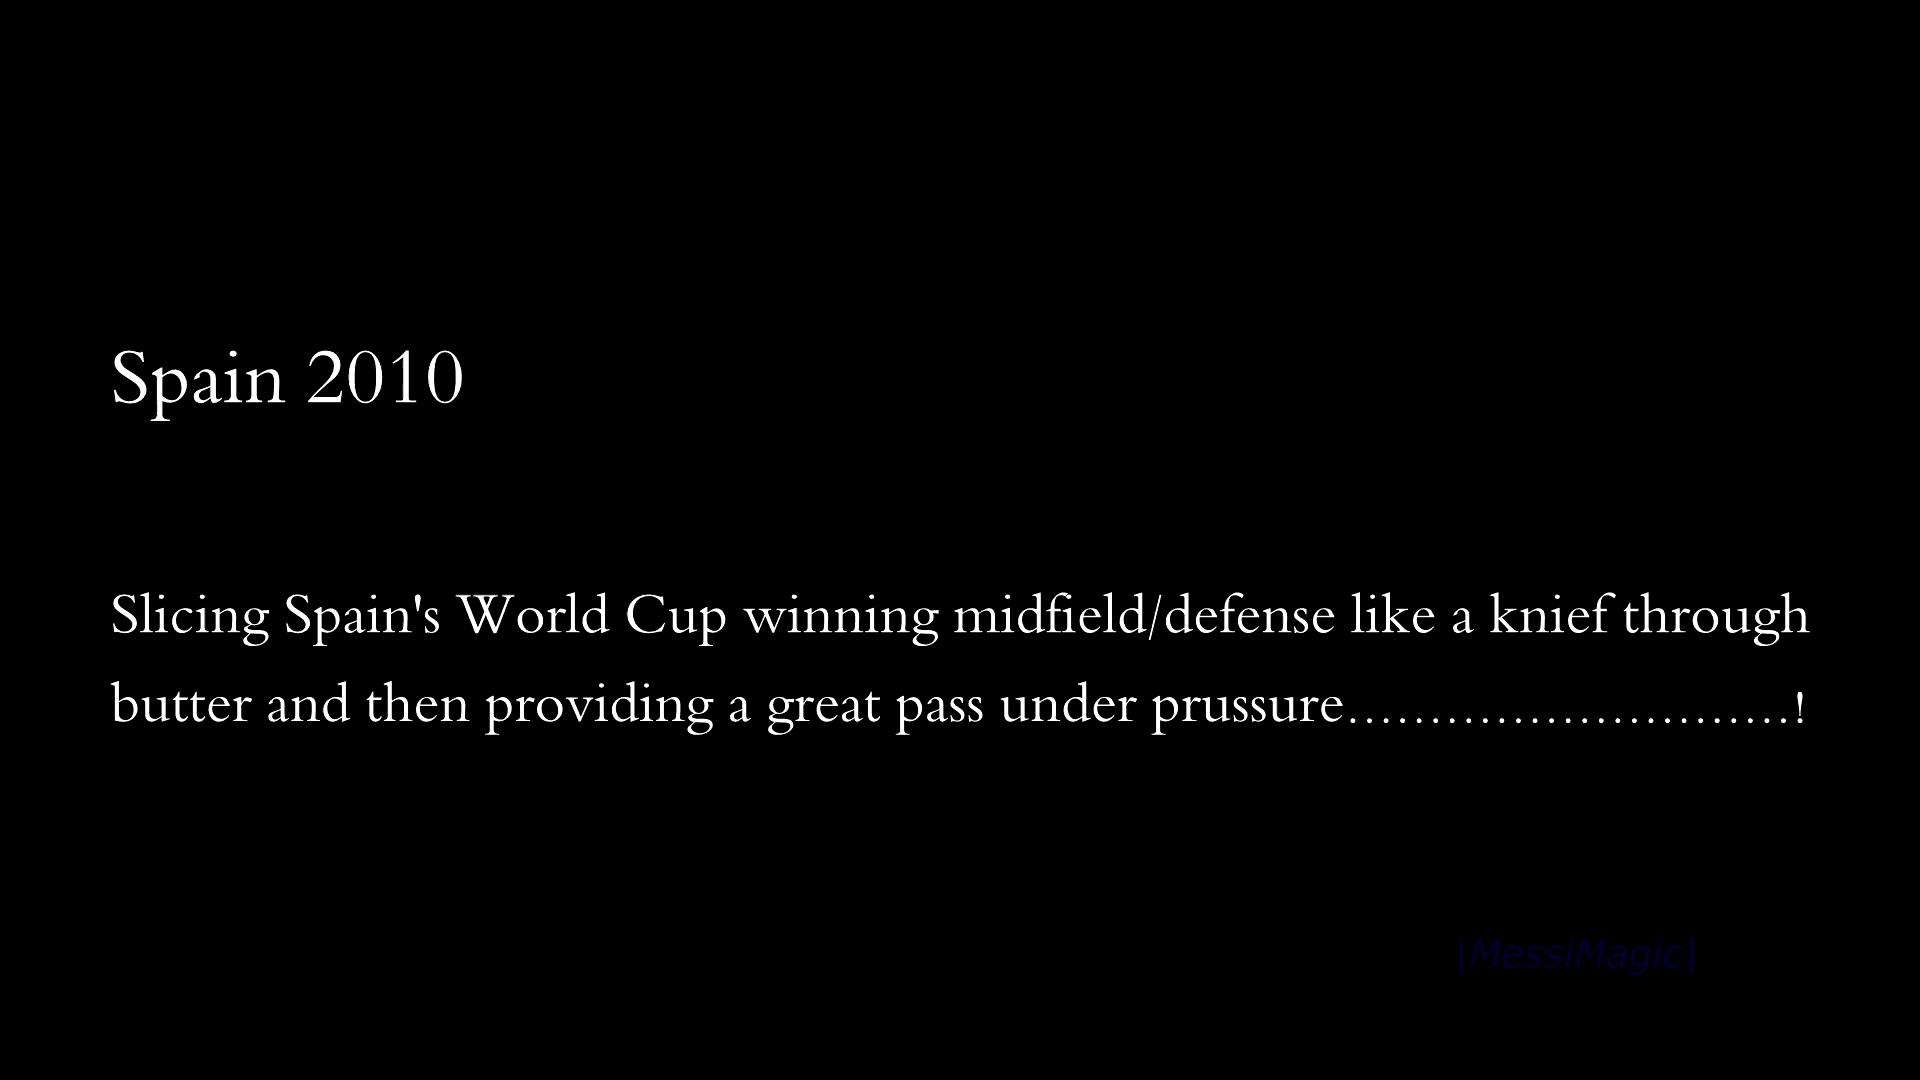 Spain 2010
Slicing Spain's World Cup winning midfield/defense like a knief through
butter and then providing a great pass under prussure...........................!
|MessiMagic|